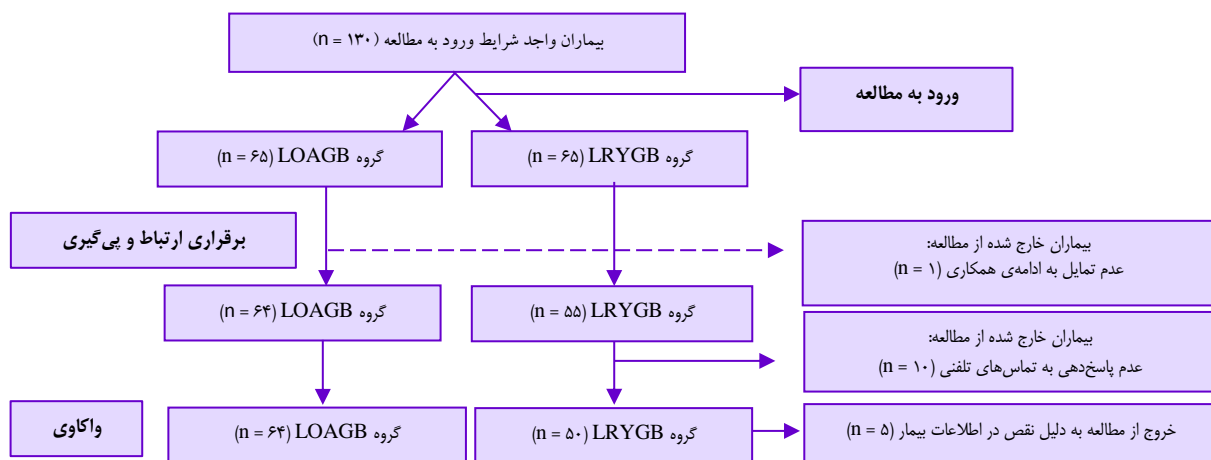 بیماران واجد شرایط ورود به مطالعه (n = ۱۳۰)
ورود به مطالعه
گروه LRYGB (n = ۶۵)
گروه LOAGB (n = ۶۵)
برقراری ارتباط و پی‌گیری
بیماران خارج شده از مطالعه:
عدم تمایل به ادامه‌ی همکاری (n = ۱)
گروه LRYGB (n = ۵۵)
گروه LOAGB (n = ۶۴)
بیماران خارج شده از مطالعه:
عدم پاسخ‌دهی به تماس‌های تلفنی (n = ۱۰)
واکاوی
خروج از مطالعه به دلیل نقص در اطلاعات بیمار (n = ۵)
گروه LRYGB (n = ۵۰)
گروه LOAGB (n = ۶۴)